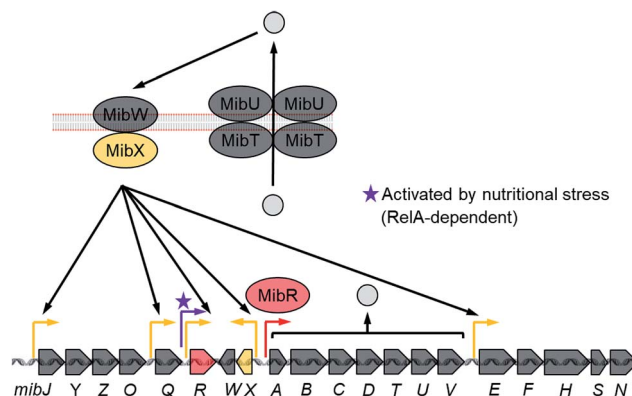 MibW
MibX
MibU MibU
MibT MibT
★Activated by nutritional stress
(RelA-dependent)
MibR
mibJ Y Z O Q R W X A B C D T U V E F H S N